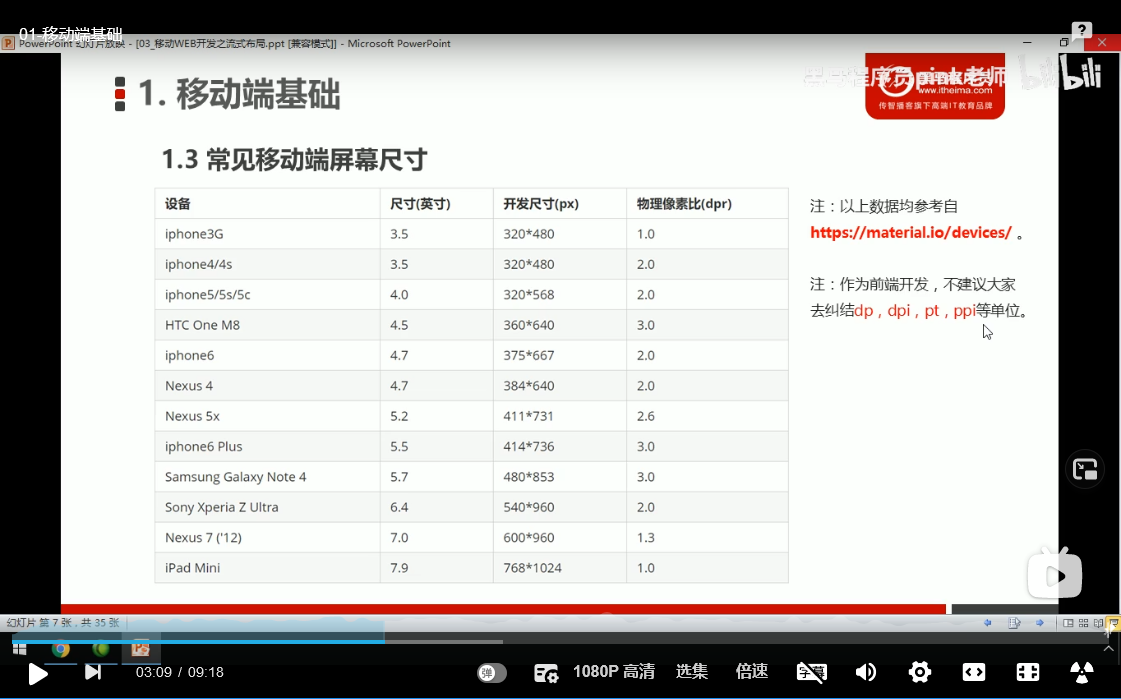 01-移动端基础
PowerPoint 幻灯片放映 - [03_移动WEB开发之流式布局.ppt [兼容模式]] - Microsoft PowerPoint
1. 移动端基础
黑马程序员pink老师
bilibili
www.itheima.com
传智播客旗下高端IT教育品牌
1.3 常见移动端屏幕尺寸
设备 尺寸(英寸) 开发尺寸(px) 物理像素比(dpr)
iphone3G 3.5 320*480 1.0
iphone4/4s 3.5 320*480 2.0
iphone5/5s/5c 4.0 320*568 2.0
HTC One M8 4.5 360*640 3.0
iphone6 4.7 375*667 2.0
Nexus 4 4.7 384*640 2.0
Nexus 5x 5.2 411*731 2.6
iphone6 Plus 5.5 414*736 3.0
Samsung Galaxy Note 4 5.7 480*853 3.0
Sony Xperia Z Ultra 6.4 540*960 2.0
Nexus 7 ('12) 7.0 600*960 1.3
iPad Mini 7.9 768*1024 1.0
注：以上数据均参考自
https://material.io/devices/ 。
注：作为前端开发，不建议大家
去纠结dp，dpi，pt，ppi等单位。
幻灯片 第 7 张，共 35 张
03:09 / 09:18
弹
1080P 高清
选集
倍速
字幕